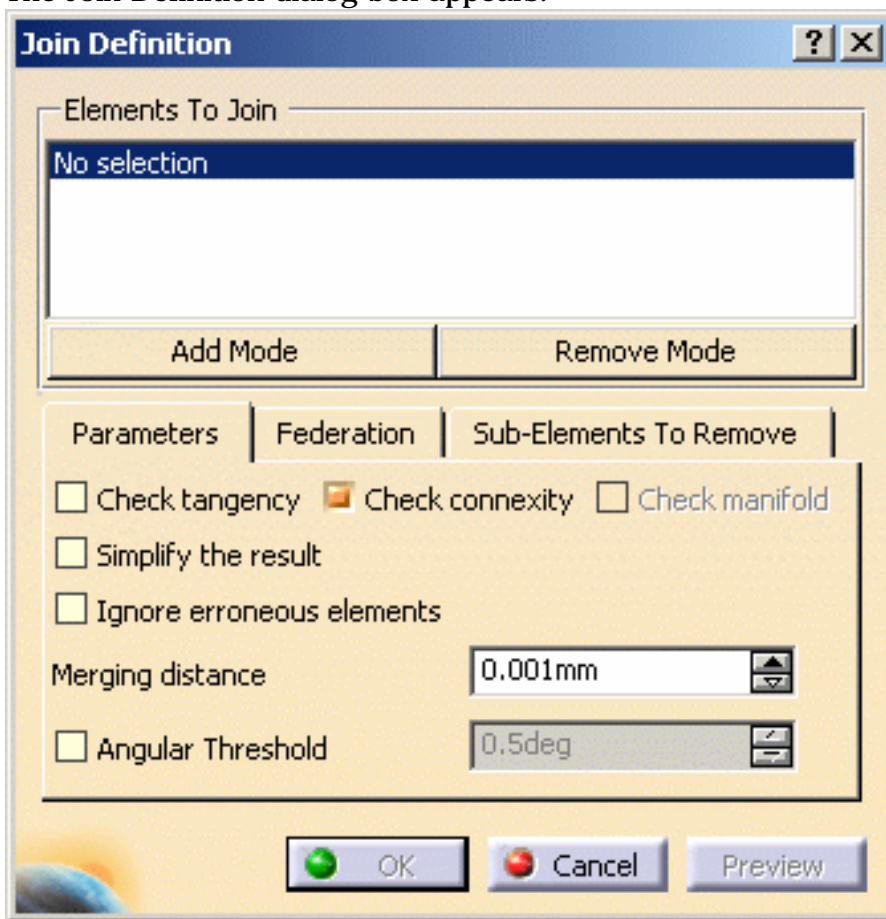 The Join Definition dialog box appears.
Join Definition
Elements To Join
No selection
Add Mode Remove Mode
Parameters Federation Sub-Elements To Remove
Check tangency Check connexity Check manifold
Simplify the result
Ignore erroneous elements
Merging distance 0.001mm
Angular Threshold 0.5deg
OK Cancel Preview